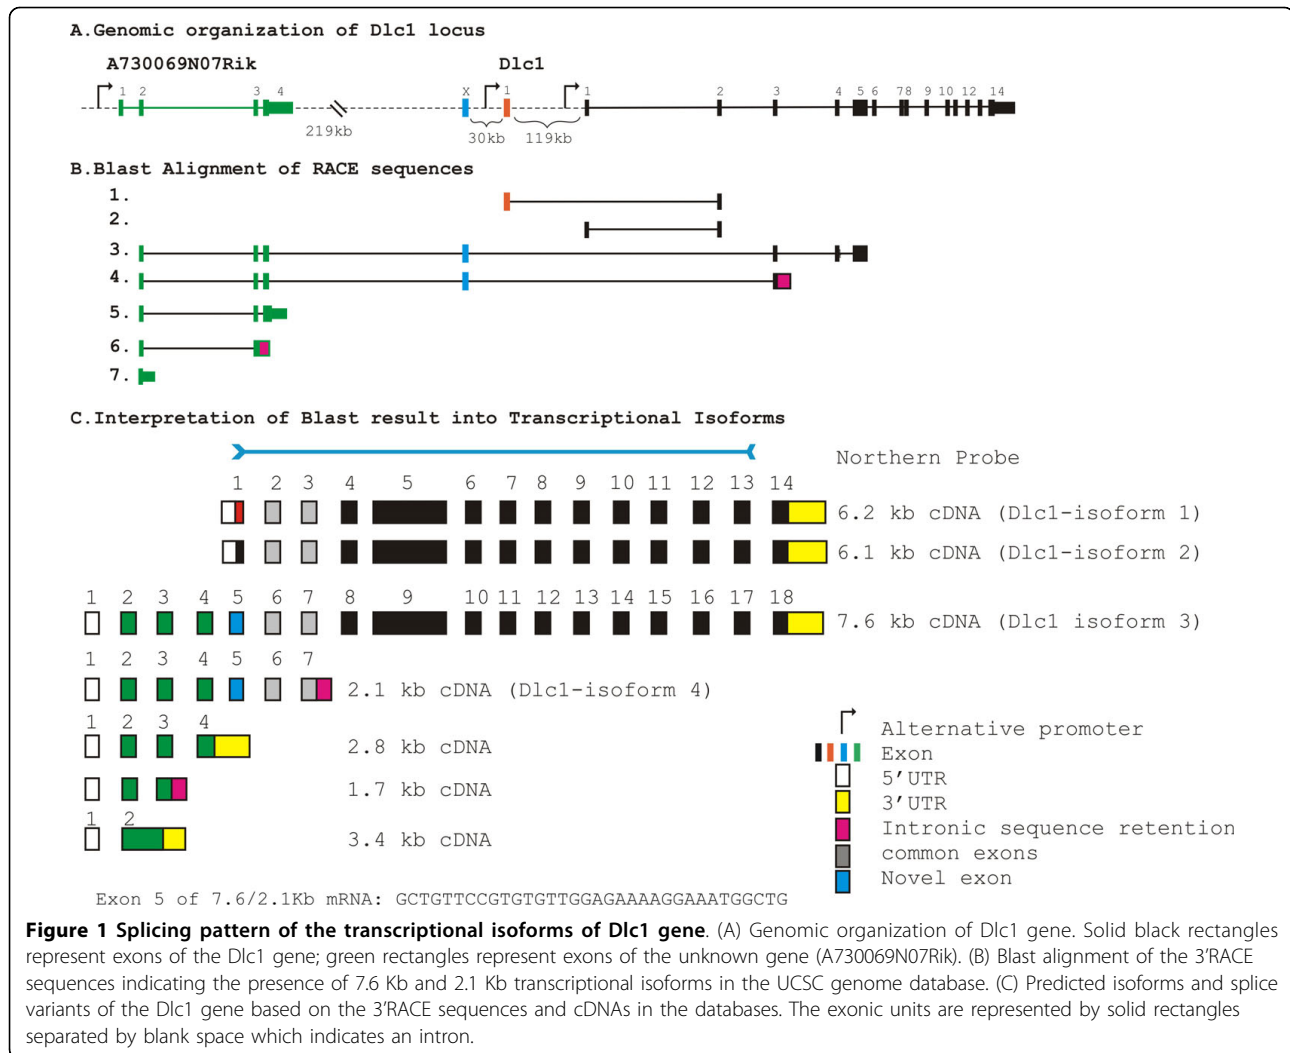 A.Genomic organization of Dlc1 locus
A730069N07Rik Dlc1
1 2 3 4 X 1 1 2 3 4 5 6 78 9 10 11 12 13 14
219kb 30kb 119kb
B.Blast Alignment of RACE sequences
1.
2.
3.
4.
5.
6.
7.
C.Interpretation of Blast result into Transcriptional Isoforms
Northern Probe
1 2 3 4 5 6 7 8 9 10 11 12 13 14
6.2 kb cDNA (Dlc1-isoform 1)
6.1 kb cDNA (Dlc1-isoform 2)
1 2 3 4 5 6 7 8 9 10 11 12 13 14 15 16 17 18
7.6 kb cDNA (Dlc1 isoform 3)
1 2 3 4 5 6 7
2.1 kb cDNA (Dlc1-isoform 4)
1 2 3 4
2.8 kb cDNA
1.7 kb cDNA
1 2
3.4 kb cDNA
Alternative promoter
Exon
5'UTR
3'UTR
Intronic sequence retention
common exons
Novel exon
Exon 5 of 7.6/2.1Kb mRNA: GCTGTTCCGTGTGTTGGAGAAAAGGAAATGGCTG
Figure 1 Splicing pattern of the transcriptional isoforms of Dlc1 gene. (A) Genomic organization of Dlc1 gene. Solid black rectangles
represent exons of the Dlc1 gene; green rectangles represent exons of the unknown gene (A730069N07Rik). (B) Blast alignment of the 3'RACE
sequences indicating the presence of 7.6 Kb and 2.1 Kb transcriptional isoforms in the UCSC genome database. (C) Predicted isoforms and splice
variants of the Dlc1 gene based on the 3'RACE sequences and cDNAs in the databases. The exonic units are represented by solid rectangles
separated by blank space which indicates an intron.